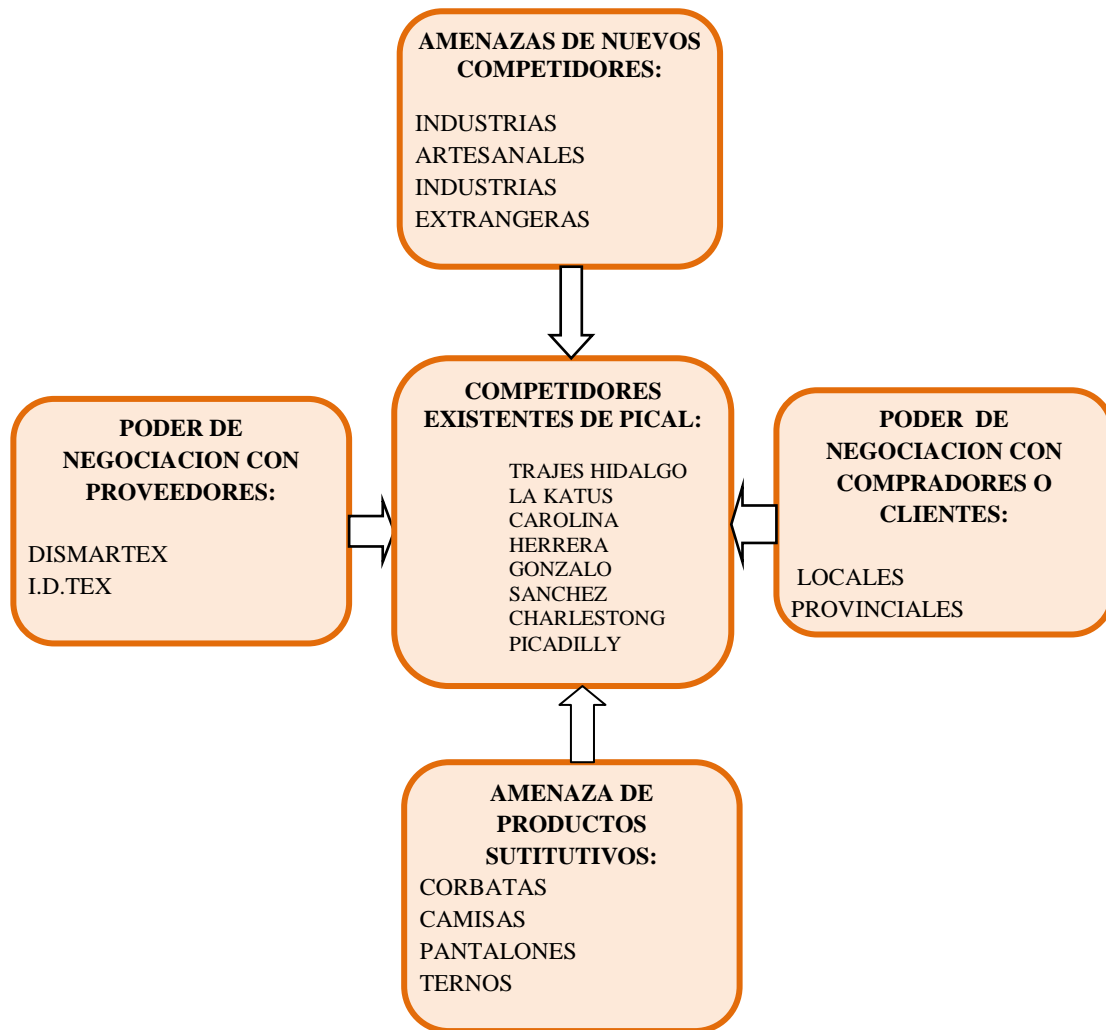 AMENAZAS DE NUEVOS
COMPETIDORES:
INDUSTRIAS
ARTESANALES
INDUSTRIAS
EXTRANGERAS
PODER DE
NEGOCIACION CON
PROVEEDORES:
DISMARTEX
I.D.TEX
COMPETIDORES
EXISTENTES DE PICAL:
TRAJES HIDALGO
LA KATUS
CAROLINA
HERRERA
GONZALO
SANCHEZ
CHARLESTONG
PICADILLY
PODER DE
NEGOCIACION CON
COMPRADORES O
CLIENTES:
LOCALES
PROVINCIALES
AMENAZA DE
PRODUCTOS
SUTITUTIVOS:
CORBATAS
CAMISAS
PANTALONES
TERNOS